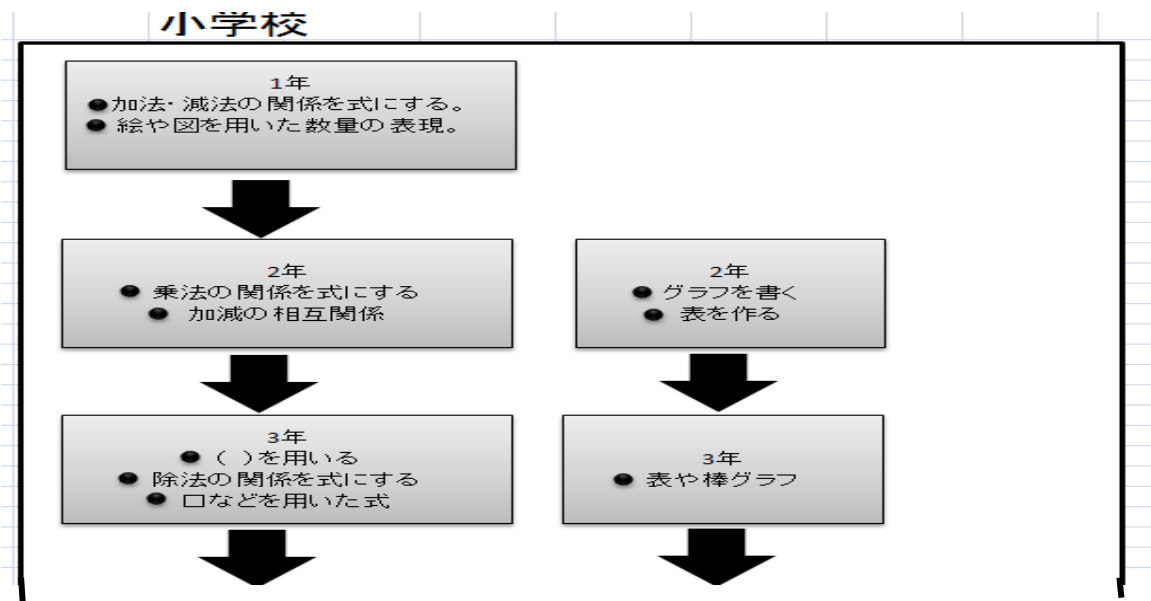 小学校
1年
●加法・減法の関係を式にする。
● 絵や図を用いた数量の表現。
2年
● 乗法の関係を式にする
● 加減の相互関係
2年
● グラフを書く
● 表を作る
3年
● ( )を用いる
● 除法の関係を式にする
● 口などを用いた式
3年
● 表や棒グラフ